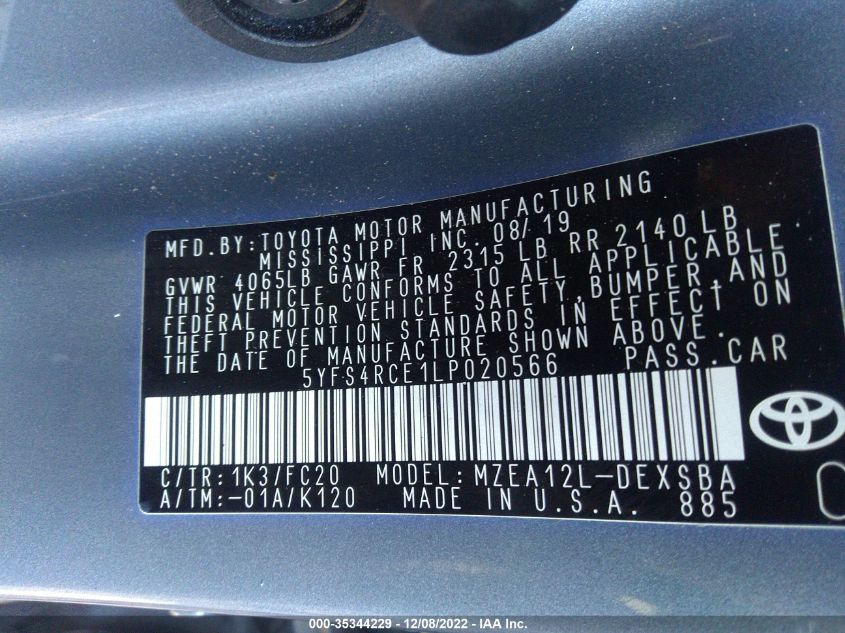 MFD. BY: TOYOTA MOTOR MANUFACTURING
MISSISSIPPI INC. 08/19
GVWR 4065LB GAWR FR 2315 LB RR 2140 LB
THIS VEHICLE CONFORMS TO ALL APPLICABLE
FEDERAL MOTOR VEHICLE SAFETY, BUMPER, AND
THEFT PREVENTION STANDARDS IN EFFECT ON
THE DATE OF MANUFACTURE SHOWN ABOVE.
5YFS4RCE1LP020566 PASS. CAR
C/TR: 1K3/FC20 MODEL: MZEA12L-DEXSBA
A/TM: -01A/K120 MADE IN U.S.A. 885
000-35344229 - 12/08/2022 - IAA Inc.